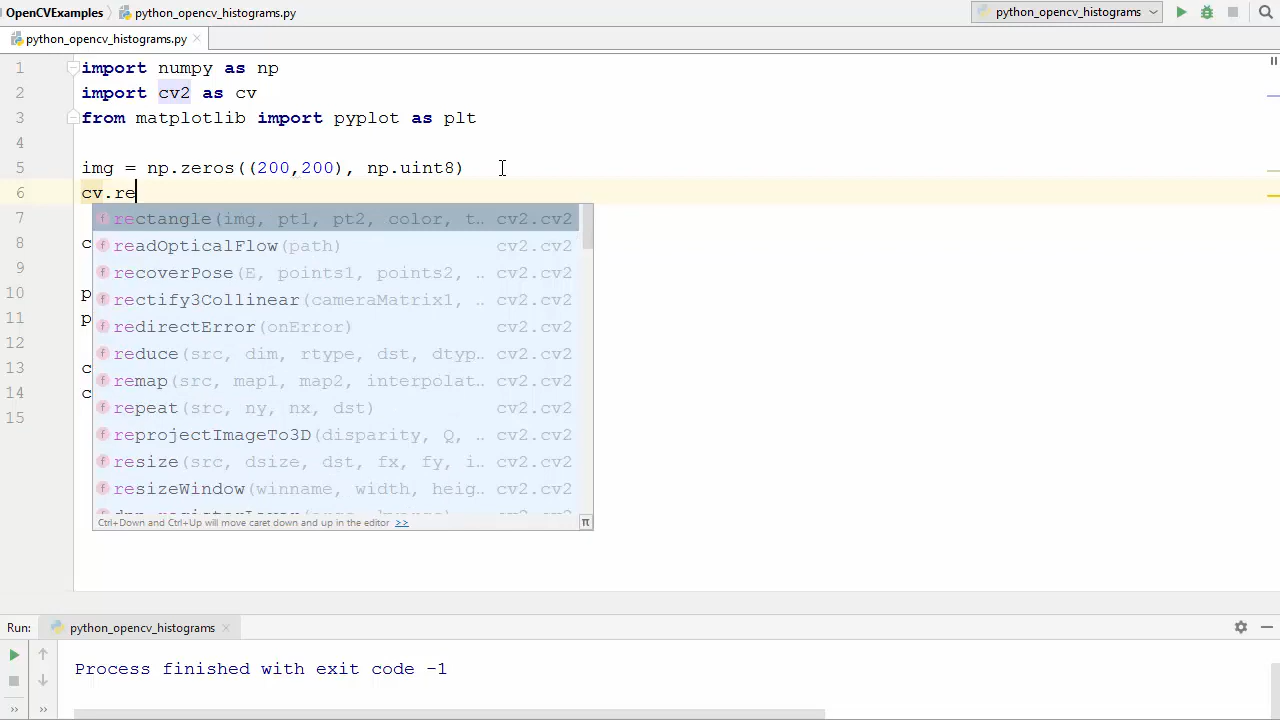 OpenCVExamples python_opencv_histograms.py python_opencv_histograms
python_opencv_histograms.py
1 import numpy as np
2 import cv2 as cv
3 from matplotlib import pyplot as plt
4
5 img = np.zeros((200,200), np.uint8)
6 cv.re
7 rectangle(img, pt1, pt2, color, t.. cv2.cv2
8 c readOpticalFlow(path) cv2.cv2
9 recoverPose(E, points1, points2, .. cv2.cv2
10 p rectify3Collinear(cameraMatrix1, .. cv2.cv2
11 p redirectError(onError) cv2.cv2
12 reduce(src, dim, rtype, dst, dtyp.. cv2.cv2
13 c remap(src, map1, map2, interpolat.. cv2.cv2
14 c repeat(src, ny, nx, dst) cv2.cv2
15 reprojectImageTo3D(disparity, Q, .. cv2.cv2
resize(src, dsize, dst, fx, fy, i.. cv2.cv2
resizeWindow(winname, width, heig.. cv2.cv2
Ctrl+Down and Ctrl+Up will move caret down and up in the editor >> π
Run: python_opencv_histograms
Process finished with exit code -1